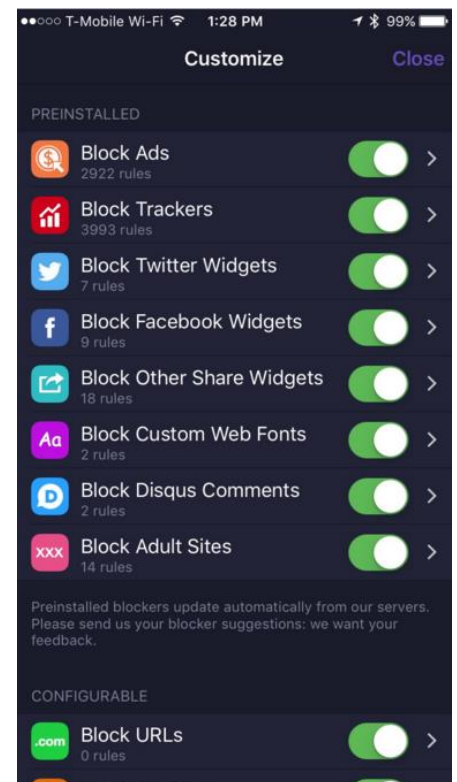 T-Mobile Wi-Fi 1:28 PM 99%
Customize Close
PREINSTALLED
Block Ads
2922 rules
Block Trackers
3993 rules
Block Twitter Widgets
7 rules
f Block Facebook Widgets
9 rules
Block Other Share Widgets
18 rules
Aa Block Custom Web Fonts
2 rules
D Block Disqus Comments
2 rules
XXX Block Adult Sites
14 rules
Preinstalled blockers update automatically from our servers.
Please send us your blocker suggestions: we want your
feedback.
CONFIGURABLE
.com Block URLs
0 rules